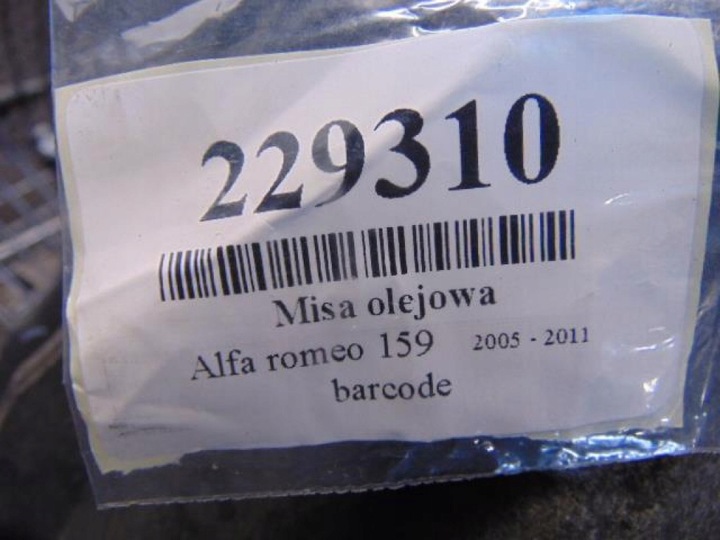 229310
Misa olejowa
Alfa romeo 159 2005 - 2011
barcode